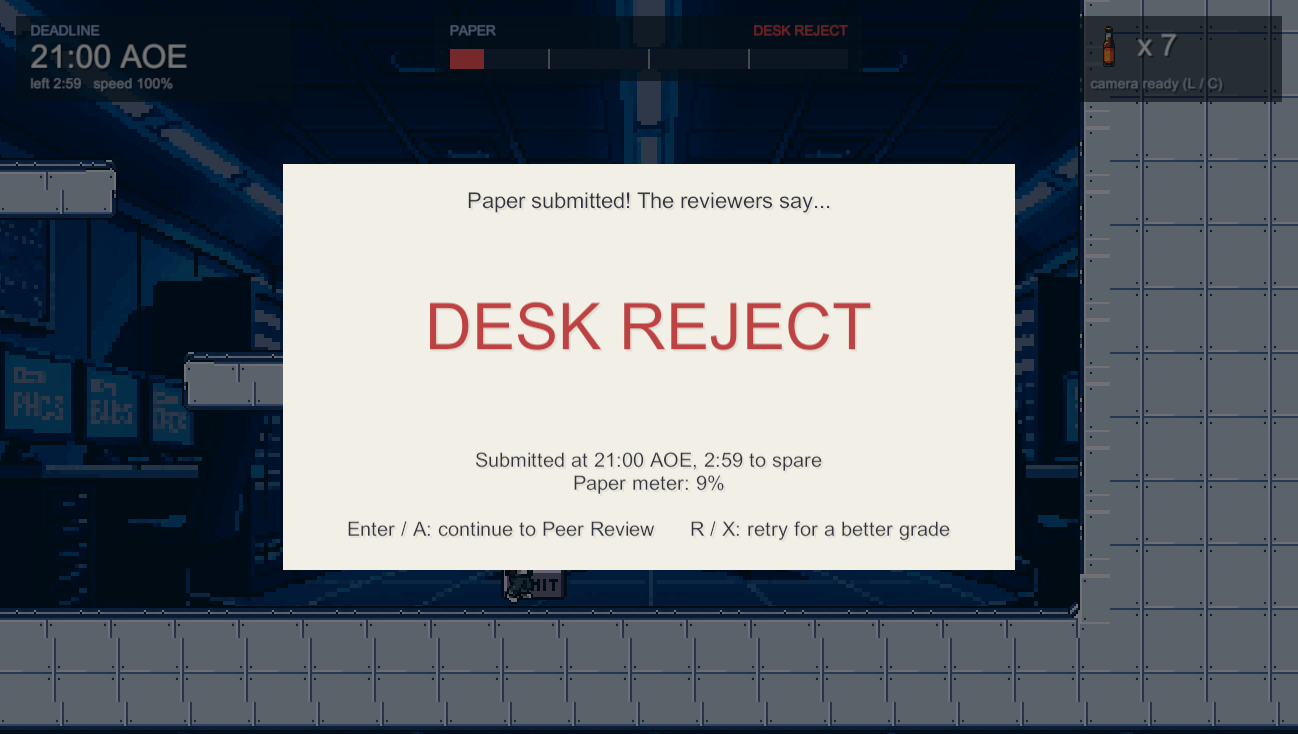 DEADLINE
21:00 AOE
left 2:59 speed 100%
PAPER
DESK REJECT
x 7
camera ready (L / C)
Paper submitted! The reviewers say...
DESK REJECT
Submitted at 21:00 AOE, 2:59 to spare
Paper meter: 9%
Enter / A: continue to Peer Review R / X: retry for a better grade
HIT